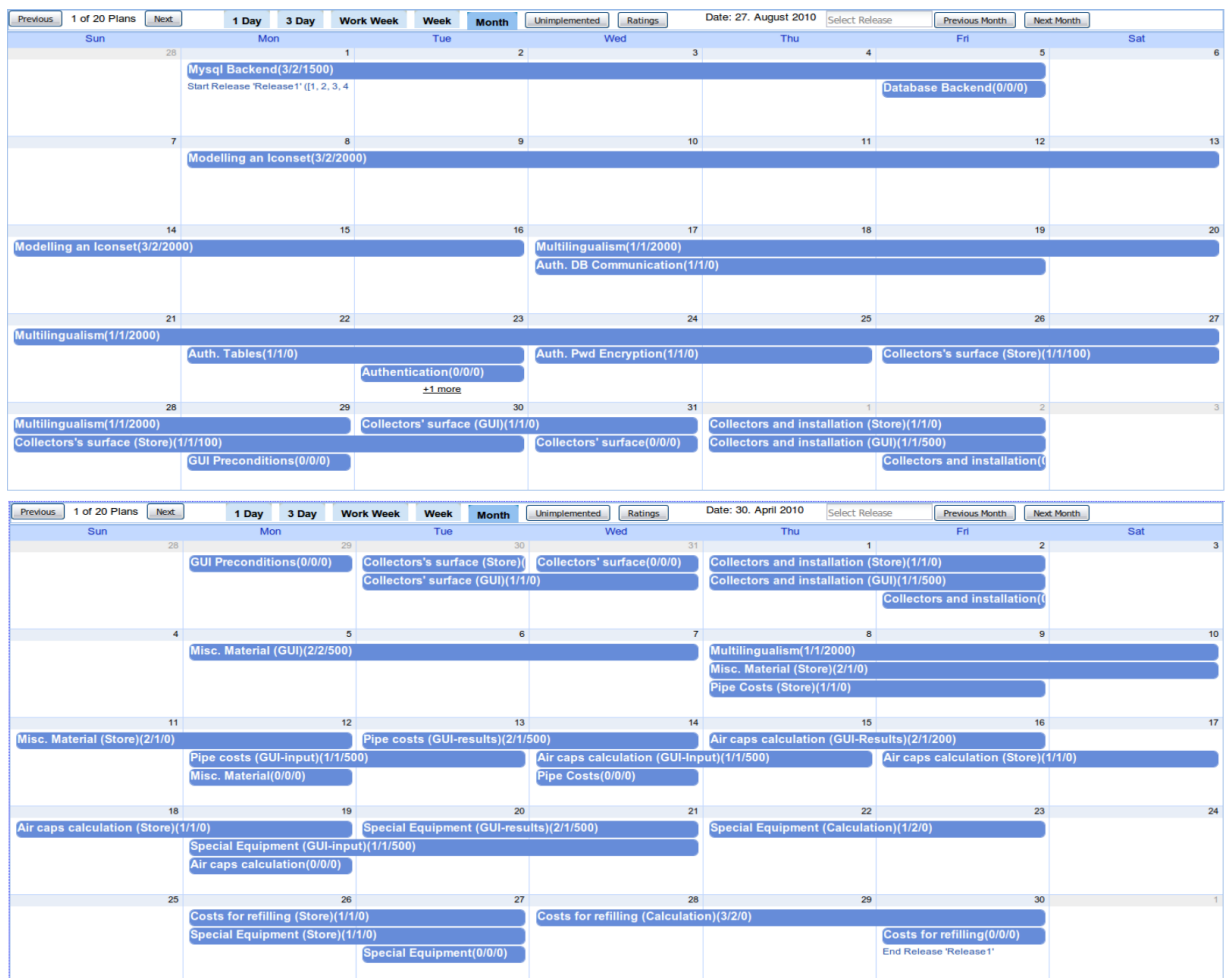 Previous 1 of 20 Plans Next 1 Day 3 Day Work Week Week Month Unimplemented Ratings Date: 27. August 2010 Select Release Previous Month Next Month
Sun Mon Tue Wed Thu Fri Sat
28 1 2 3 4 5 6
Mysql Backend(3/2/1500)
Start Release 'Release1' ([1, 2, 3, 4 Database Backend(0/0/0)
7 8 9 10 11 12 13
Modelling an Iconset(3/2/2000)
14 15 16 17 18 19 20
Modelling an Iconset(3/2/2000) Multilingualism(1/1/2000)
Auth. DB Communication(1/1/0)
21 22 23 24 25 26 27
Multilingualism(1/1/2000)
Auth. Tables(1/1/0) Auth. Pwd Encryption(1/1/0) Collectors's surface (Store)(1/1/100)
Authentication(0/0/0)
+1 more
28 29 30 31 1 2 3
Multilingualism(1/1/2000) Collectors' surface (GUI)(1/1/0) Collectors and installation (Store)(1/1/0)
Collectors's surface (Store)(1/1/100) Collectors' surface(0/0/0) Collectors and installation (GUI)(1/1/500)
GUI Preconditions(0/0/0) Collectors and installation(0
Previous 1 of 20 Plans Next 1 Day 3 Day Work Week Week Month Unimplemented Ratings Date: 30. April 2010 Select Release Previous Month Next Month
Sun Mon Tue Wed Thu Fri Sat
28 29 30 31 1 2 3
GUI Preconditions(0/0/0) Collectors's surface (Store)( Collectors' surface(0/0/0) Collectors and installation (Store)(1/1/0)
Collectors' surface (GUI)(1/1/0) Collectors and installation (GUI)(1/1/500)
Collectors and installation(0
4 5 6 7 8 9 10
Misc. Material (GUI)(2/2/500) Multilingualism(1/1/2000)
Misc. Material (Store)(2/1/0)
Pipe Costs (Store)(1/1/0)
11 12 13 14 15 16 17
Misc. Material (Store)(2/1/0) Pipe costs (GUI-results)(2/1/500) Air caps calculation (GUI-Results)(2/1/200)
Pipe costs (GUI-input)(1/1/500) Air caps calculation (GUI-Input)(1/1/500) Air caps calculation (Store)(1/1/0)
Misc. Material(0/0/0) Pipe Costs(0/0/0)
18 19 20 21 22 23 24
Air caps calculation (Store)(1/1/0) Special Equipment (GUI-results)(2/1/500) Special Equipment (Calculation)(1/2/0)
Special Equipment (GUI-input)(1/1/500)
Air caps calculation(0/0/0)
25 26 27 28 29 30 1
Costs for refilling (Store)(1/1/0) Costs for refilling (Calculation)(3/2/0)
Special Equipment (Store)(1/1/0) Costs for refilling(0/0/0)
Special Equipment(0/0/0) End Release 'Release1'